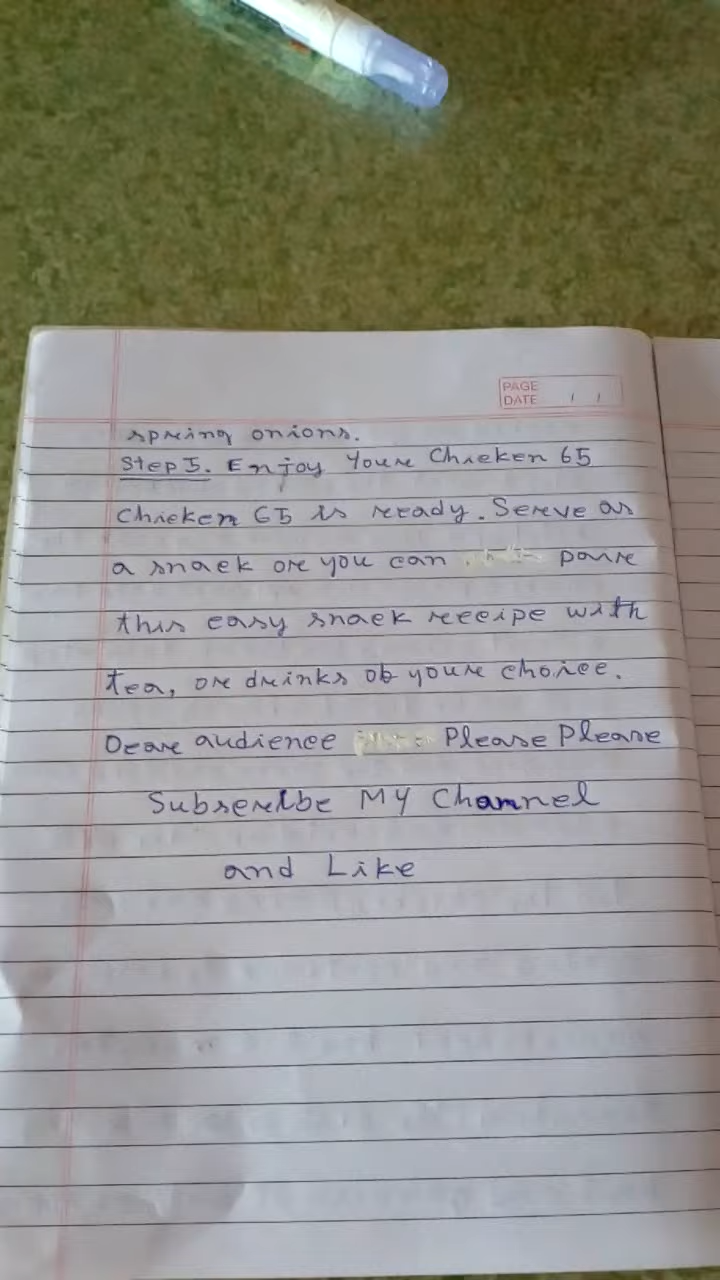 PAGE
DATE / /
spring onions.
Step 5. Enjoy Your Chicken 65
Chicken 65 is ready. Serve as
a snack or you can pair
this easy snack recipe with
tea, or drinks of your choice.
Dear audience Please Please
Subscribe My Channel
and Like